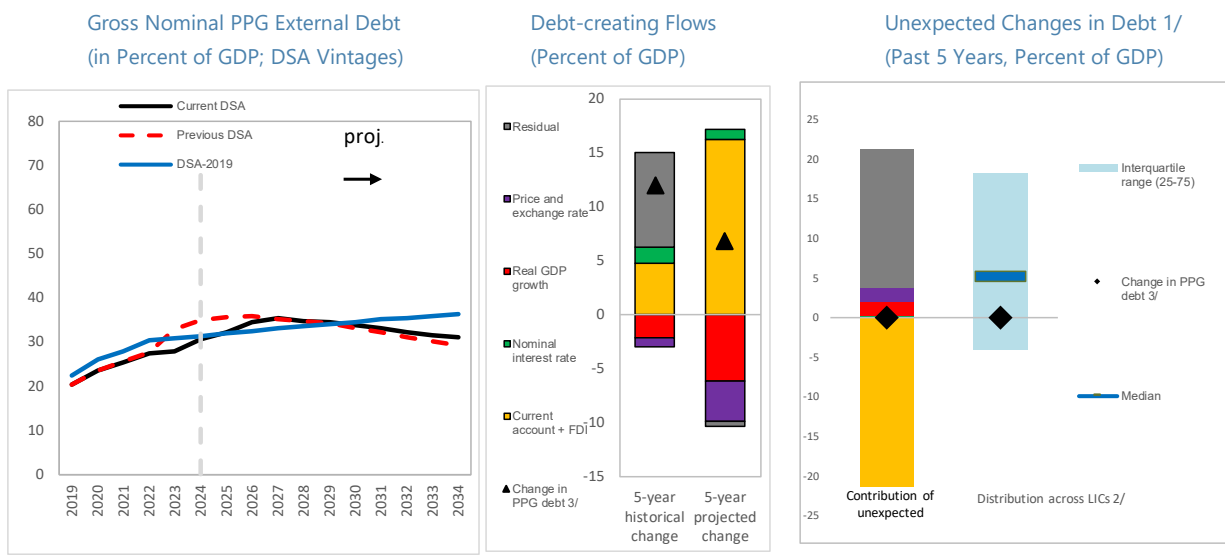 Gross Nominal PPG External Debt
(in Percent of GDP; DSA Vintages)
Current DSA
Previous DSA
DSA-2019
proj.
80
70
60
50
40
30
20
10
0
2019
2020
2021
2022
2023
2024
2025
2026
2027
2028
2029
2030
2031
2032
2033
2034
Debt-creating Flows
(Percent of GDP)
Residual
Price and
exchange rate
Real GDP
growth
Nominal
interest rate
Current
account + FDI
Change in
PPG debt 3/
20
15
10
5
0
-5
-10
-15
5-year
historical
change
5-year
projected
change
Unexpected Changes in Debt 1/
(Past 5 Years, Percent of GDP)
25
20
15
10
5
0
-5
-10
-15
-20
-25
Interquartile
range (25-75)
Change in PPG
debt 3/
Median
Contribution of
unexpected
Distribution across LICs 2/